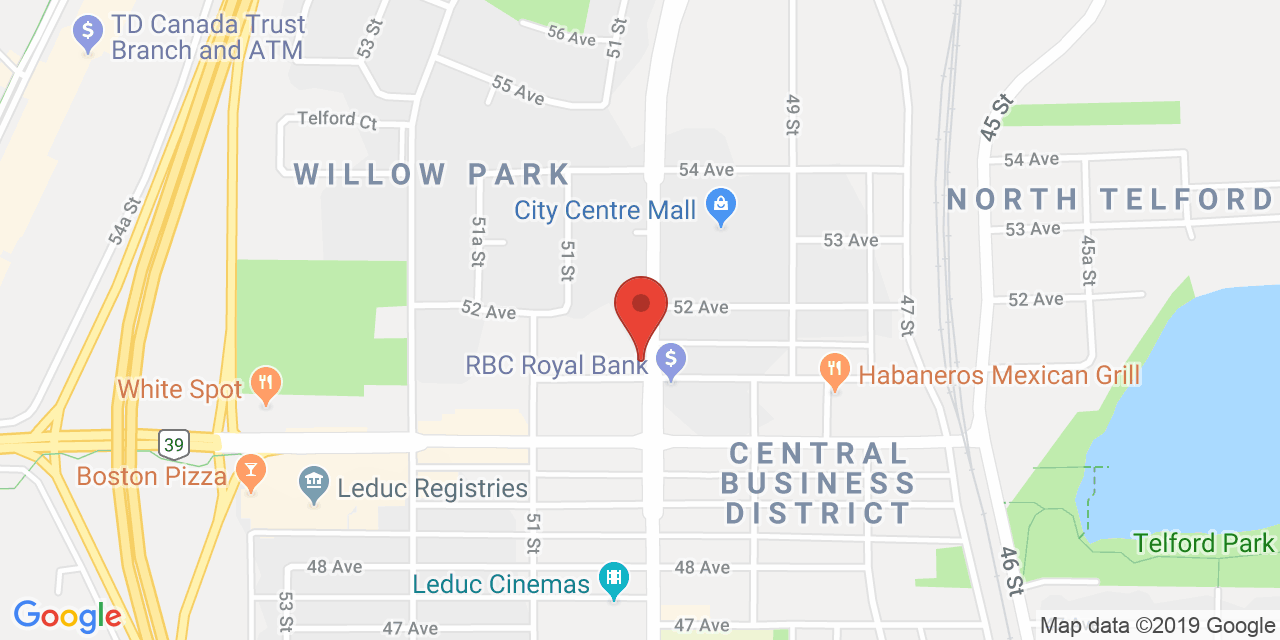 TD Canada Trust
Branch and ATM
53 St
56 Ave
51 St
55 Ave
Telford Ct
49 St
45 St
WILLOW PARK
54 Ave
54 Ave
NORTH TELFORD
54a St
City Centre Mall
51a St
51 St
53 Ave
53 Ave
45a St
52 Ave
52 Ave
52 Ave
47 St
RBC Royal Bank
White Spot
Habaneros Mexican Grill
39
Boston Pizza
Leduc Registries
CENTRAL
BUSINESS
DISTRICT
51 St
Telford Park
48 Ave
Leduc Cinemas
48 Ave
46 St
53 St
47 Ave
47 Ave
Google
Map data ©2019 Google